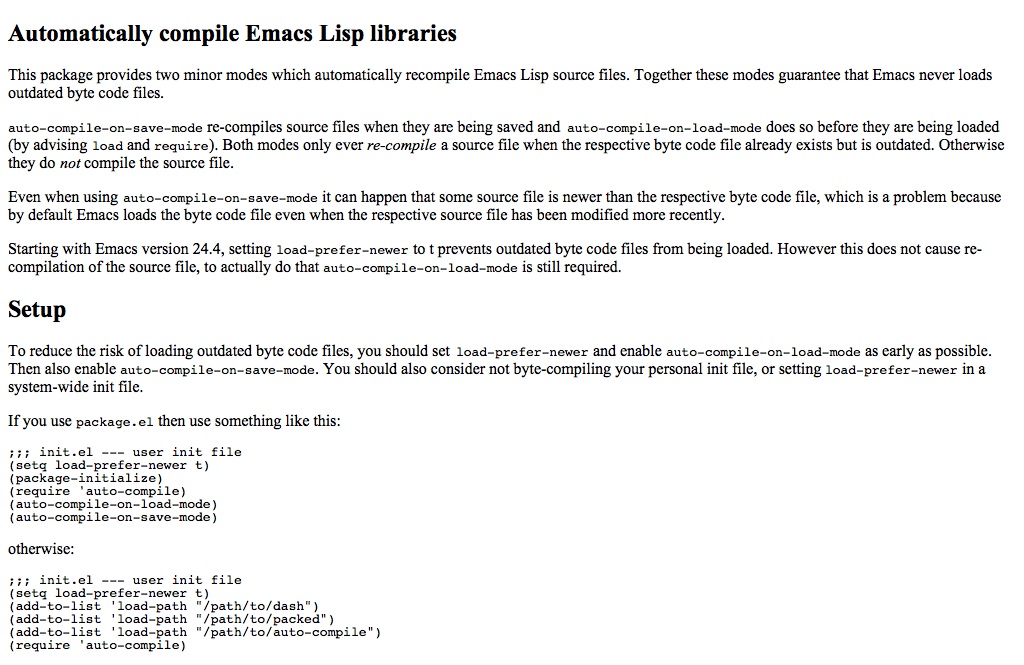 Automatically compile Emacs Lisp libraries
This package provides two minor modes which automatically recompile Emacs Lisp source files. Together these modes guarantee that Emacs never loads
outdated byte code files.
auto-compile-on-save-mode re-compiles source files when they are being saved and auto-compile-on-load-mode does so before they are being loaded
(by advising load and require). Both modes only ever re-compile a source file when the respective byte code file already exists but is outdated. Otherwise
they do not compile the source file.
Even when using auto-compile-on-save-mode it can happen that some source file is newer than the respective byte code file, which is a problem because
by default Emacs loads the byte code file even when the respective source file has been modified more recently.
Starting with Emacs version 24.4, setting load-prefer-newer to t prevents outdated byte code files from being loaded. However this does not cause re-
compilation of the source file, to actually do that auto-compile-on-load-mode is still required.
Setup
To reduce the risk of loading outdated byte code files, you should set load-prefer-newer and enable auto-compile-on-load-mode as early as possible.
Then also enable auto-compile-on-save-mode. You should also consider not byte-compiling your personal init file, or setting load-prefer-newer in a
system-wide init file.
If you use package.el then use something like this:
;;; init.el --- user init file
(setq load-prefer-newer t)
(package-initialize)
(require 'auto-compile)
(auto-compile-on-load-mode)
(auto-compile-on-save-mode)
otherwise:
;;; init.el --- user init file
(setq load-prefer-newer t)
(add-to-list 'load-path "/path/to/dash")
(add-to-list 'load-path "/path/to/packed")
(add-to-list 'load-path "/path/to/auto-compile")
(require 'auto-compile)